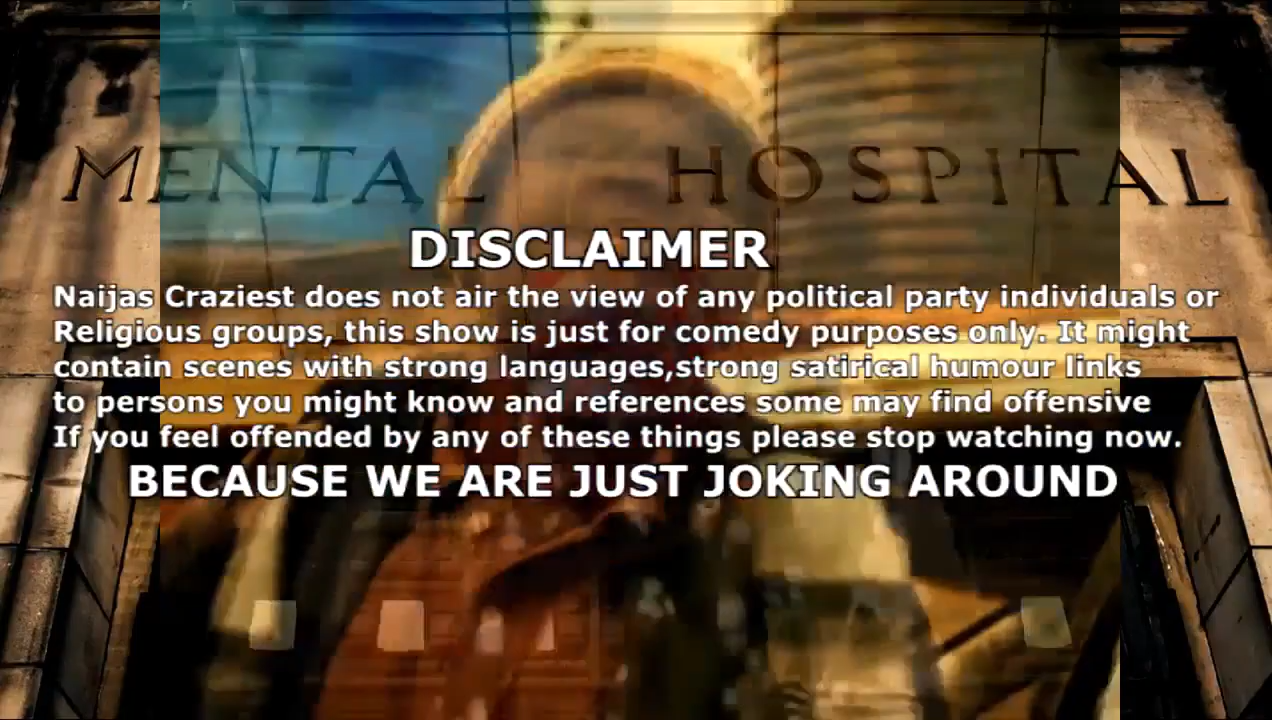 MENTAL HOSPITAL
DISCLAIMER
Naijas Craziest does not air the view of any political party individuals or
Religious groups, this show is just for comedy purposes only. It might
contain scenes with strong languages,strong satirical humour links
to persons you might know and references some may find offensive
If you feel offended by any of these things please stop watching now.
BECAUSE WE ARE JUST JOKING AROUND